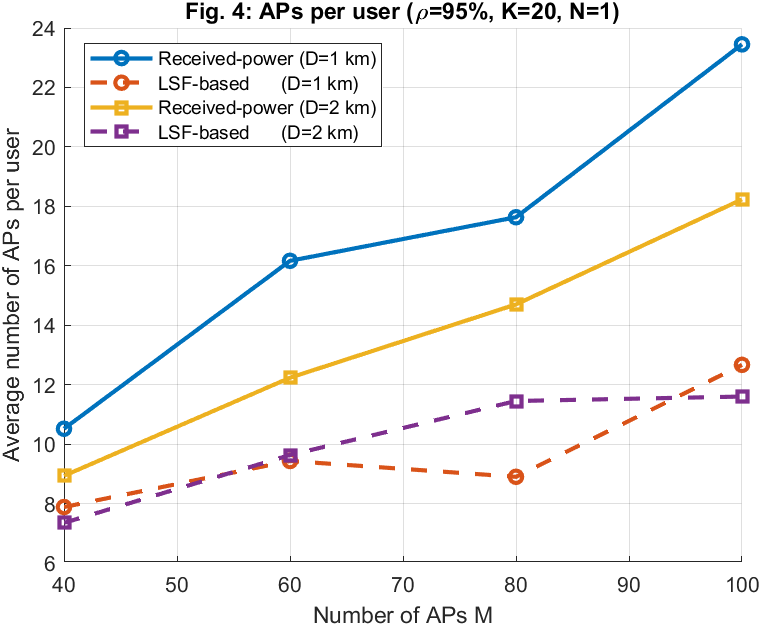 Fig. 4: APs per user (ρ=95%, K=20, N=1)
Received-power (D=1 km)
LSF-based (D=1 km)
Received-power (D=2 km)
LSF-based (D=2 km)
Average number of APs per user
24
22
20
18
16
14
12
10
8
6
40 50 60 70 80 90 100
Number of APs M